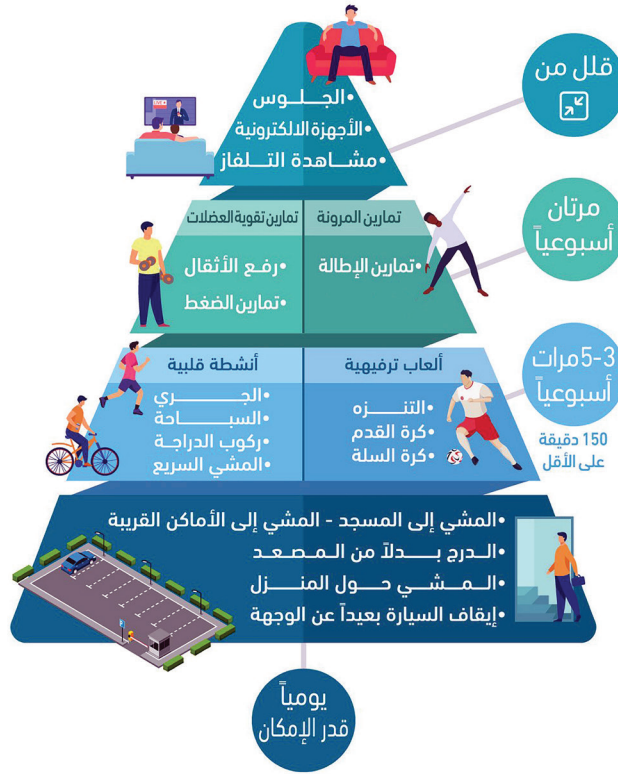 قلل من
•الجلوس
•الأجهزة الالكترونية
•مشاهدة التلفاز
LIVE
مرتان
أسبوعياً
تمارين المرونة
•تمارين الإطالة
تمارين تقوية العضلات
•رفع الأثقال
•تمارين الضغط
3-5مرات
أسبوعياً
150 دقيقة
على الأقل
ألعاب ترفيهية
•التنزه
•كرة القدم
•كرة السلة
أنشطة قلبية
•الجري
•السباحة
•ركوب الدراجة
•المشي السريع
•المشي إلى المسجد - المشي إلى الأماكن القريبة
•الدرج بدلاً من المصعد
•المشي حول المنزل
•إيقاف السيارة بعيداً عن الوجهة
يومياً
قدر الإمكان